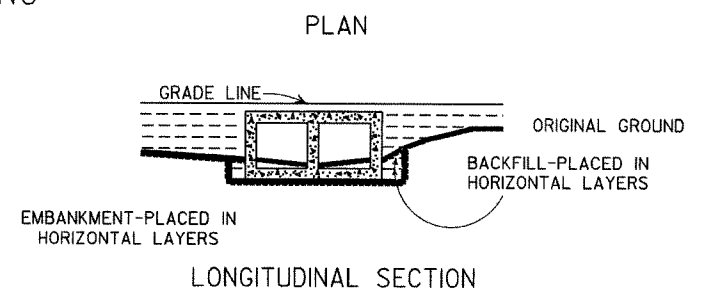 PLAN
GRADE LINE
ORIGINAL GROUND
BACKFILL-PLACED IN
HORIZONTAL LAYERS
EMBANKMENT-PLACED IN
HORIZONTAL LAYERS
LONGITUDINAL SECTION